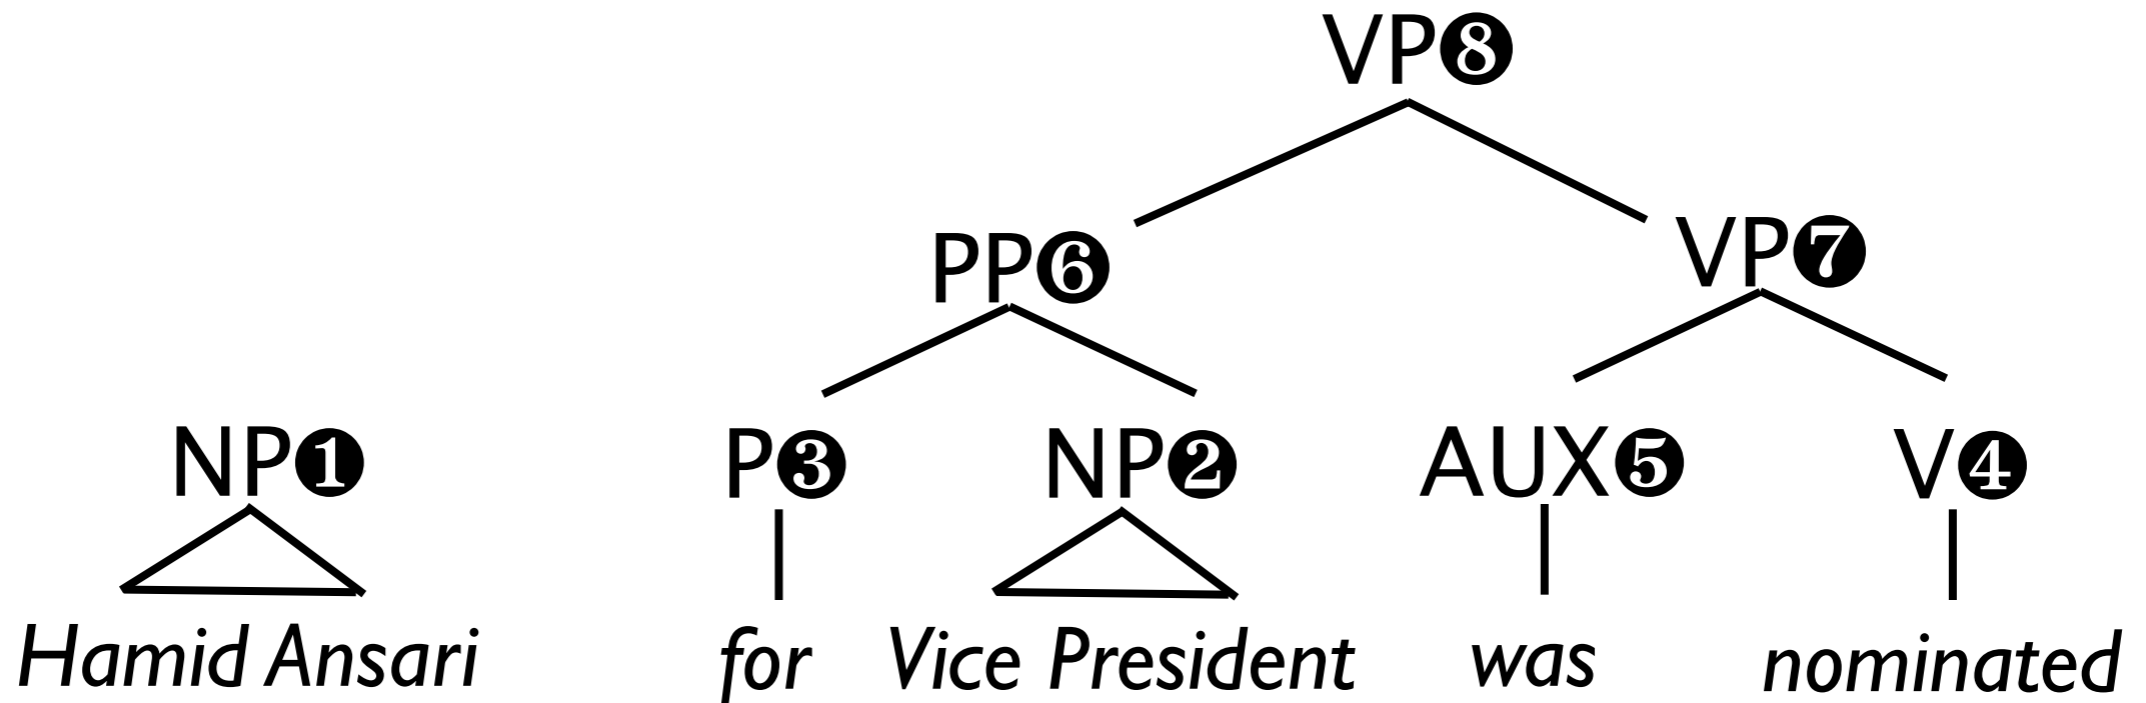 VP❽
PP❻ VP❼
NP❶ P❸ NP❷ AUX❺ V❹
Hamid Ansari for Vice President was nominated